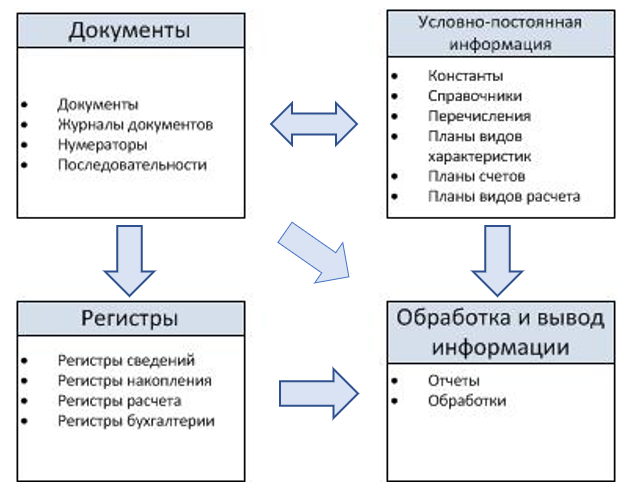 Документы
Документы
Журналы документов
Нумераторы
Последовательности
Условно-постоянная
информация
Константы
Справочники
Перечисления
Планы видов
характеристик
Планы счетов
Планы видов расчета
Регистры
Регистры сведений
Регистры накопления
Регистры расчета
Регистры бухгалтерии
Обработка и вывод
информации
Отчеты
Обработки